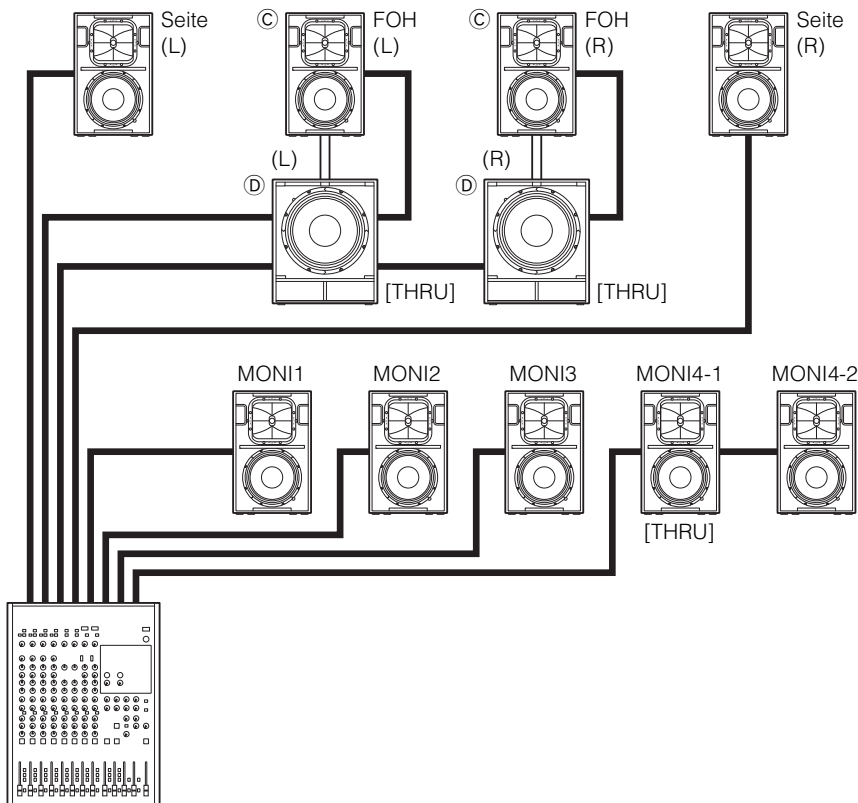 Seite
(L)
Ⓒ FOH
(L)
Ⓒ FOH
(R)
Seite
(R)
(L)
Ⓓ
(R)
Ⓓ
[THRU]
[THRU]
MONI1
MONI2
MONI3
MONI4-1
MONI4-2
[THRU]